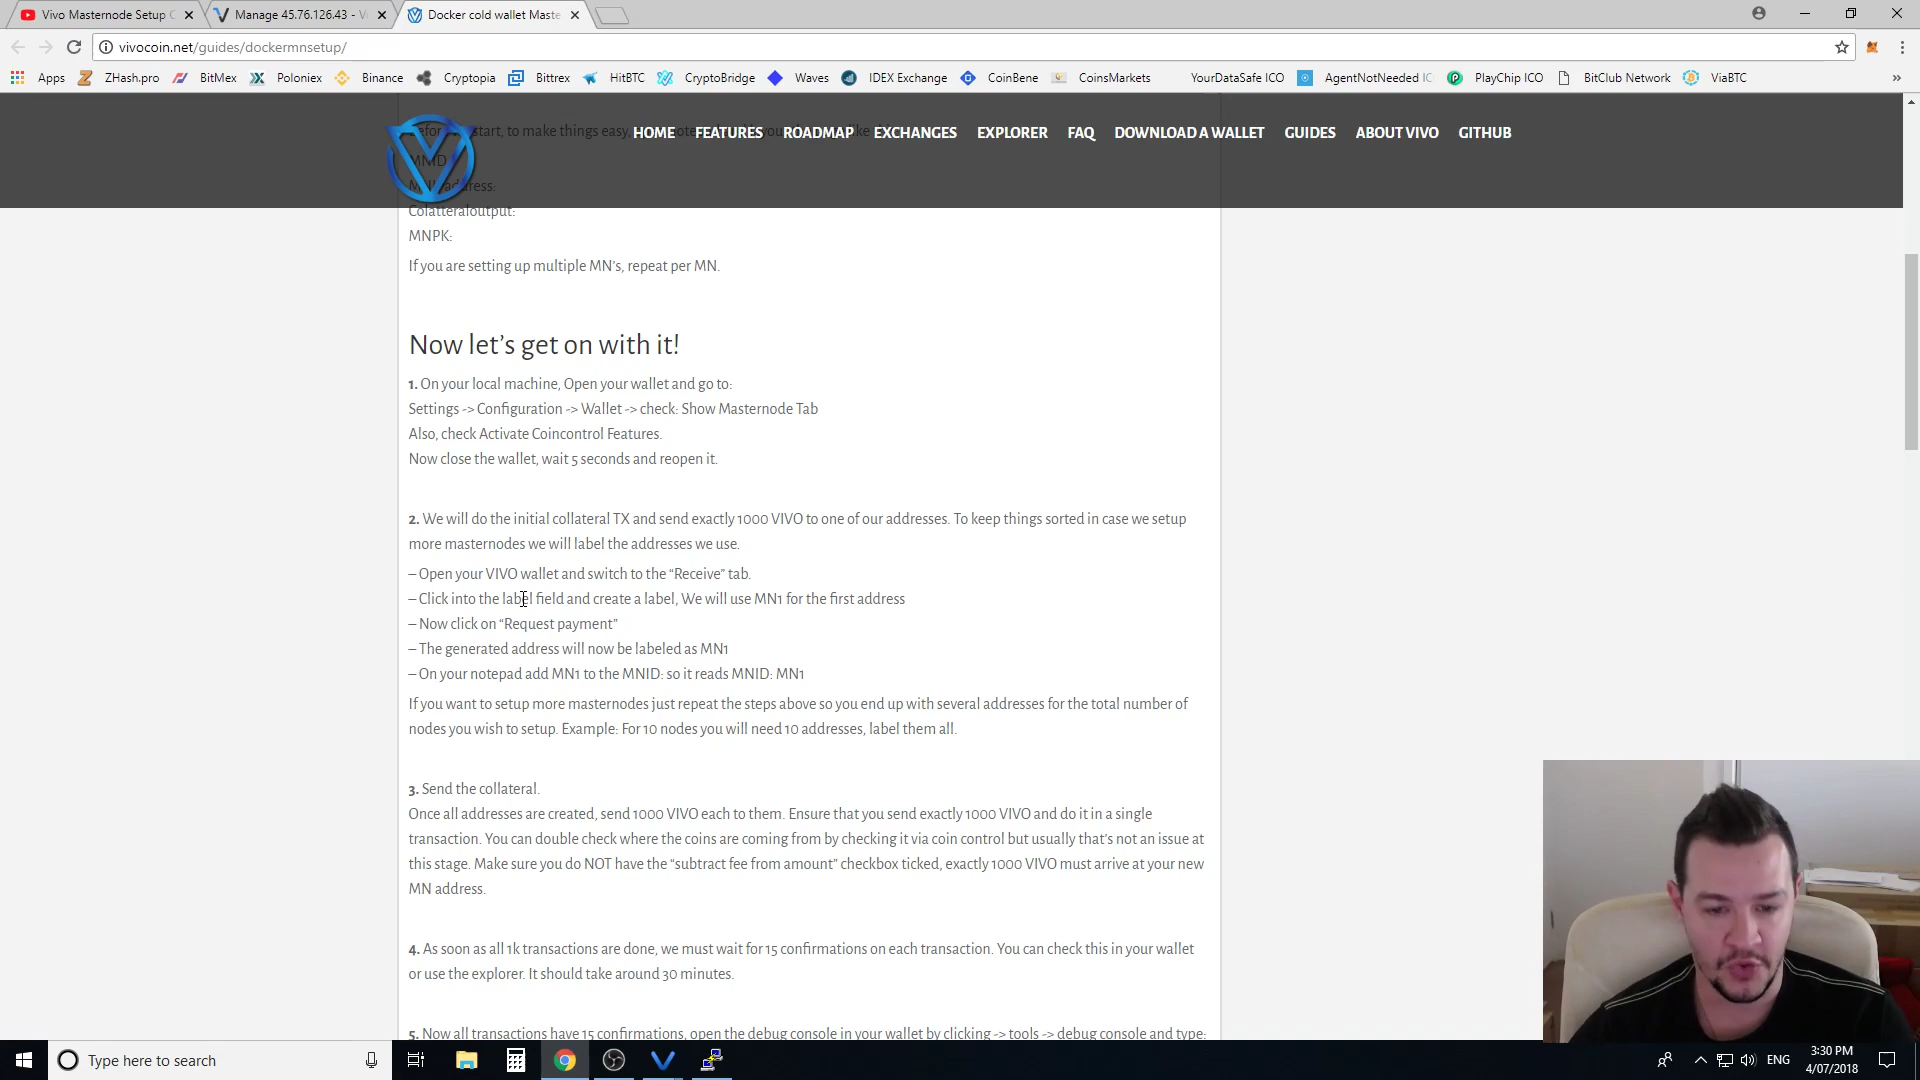 Vivo Masternode Setup
Manage 45.76.126.43 - V
Docker cold wallet Maste
vivocoin.net/guides/dockermnsetup/
Apps
ZHash.pro
BitMex
Poloniex
Binance
Cryptopia
Bittrex
HitBTC
CryptoBridge
Waves
IDEX Exchange
CoinBene
CoinsMarkets
YourDataSafe ICO
AgentNotNeeded IC
PlayChip ICO
BitClub Network
ViaBTC
»
HOME FEATURES ROADMAP EXCHANGES EXPLORER FAQ DOWNLOAD A WALLET GUIDES ABOUT VIVO GITHUB
start, to make things easy,
MNID
address:
Colatteraloutput:
MNPK:
If you are setting up multiple MN’s, repeat per MN.
Now let’s get on with it!
1. On your local machine, Open your wallet and go to:
Settings -> Configuration -> Wallet -> check: Show Masternode Tab
Also, check Activate Coincontrol Features.
Now close the wallet, wait 5 seconds and reopen it.
2. We will do the initial collateral TX and send exactly 1000 VIVO to one of our addresses. To keep things sorted in case we setup
more masternodes we will label the addresses we use.
– Open your VIVO wallet and switch to the “Receive” tab.
– Click into the label field and create a label, We will use MN1 for the first address
– Now click on “Request payment”
– The generated address will now be labeled as MN1
– On your notepad add MN1 to the MNID: so it reads MNID: MN1
If you want to setup more masternodes just repeat the steps above so you end up with several addresses for the total number of
nodes you wish to setup. Example: For 10 nodes you will need 10 addresses, label them all.
3. Send the collateral.
Once all addresses are created, send 1000 VIVO each to them. Ensure that you send exactly 1000 VIVO and do it in a single
transaction. You can double check where the coins are coming from by checking it via coin control but usually that’s not an issue at
this stage. Make sure you do NOT have the “subtract fee from amount” checkbox ticked, exactly 1000 VIVO must arrive at your new
MN address.
4. As soon as all 1k transactions are done, we must wait for 15 confirmations on each transaction. You can check this in your wallet
or use the explorer. It should take around 30 minutes.
5. Now all transactions have 15 confirmations, open the debug console in your wallet by clicking -> tools -> debug console and type:
Type here to search
ENG
3:30 PM
4/07/2018